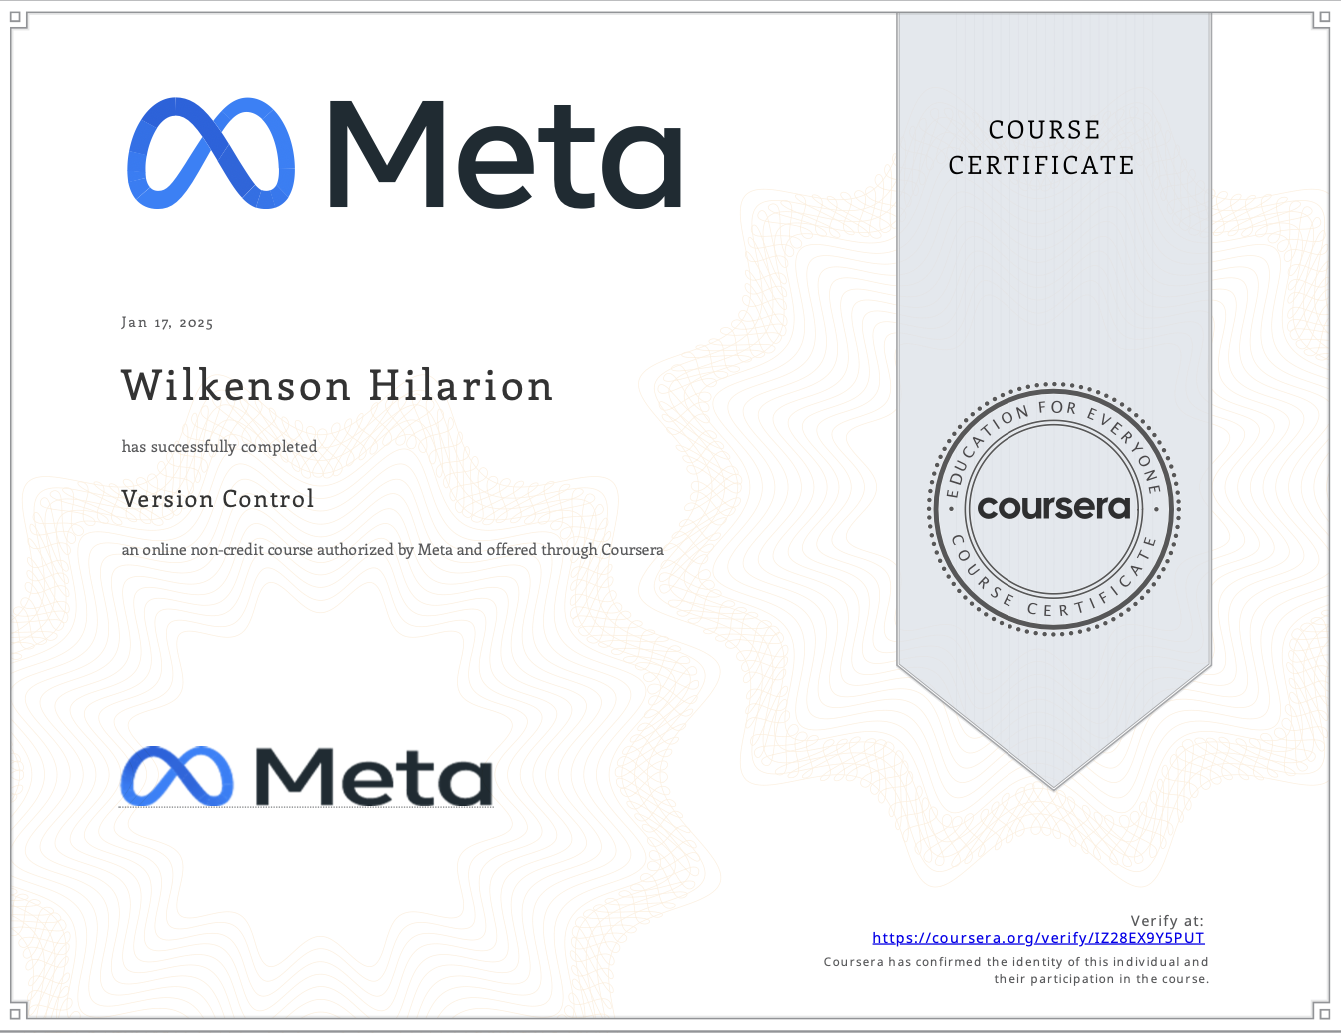 Meta
COURSE
CERTIFICATE
Jan 17, 2025
Wilkenson Hilarion
has successfully completed
Version Control
an online non-credit course authorized by Meta and offered through Coursera
EDUCATION FOR EVERYONE
coursera
COURSE CERTIFICATE
Meta
Verify at:
https://coursera.org/verify/IZ28EX9Y5PUT
Coursera has confirmed the identity of this individual and
their participation in the course.